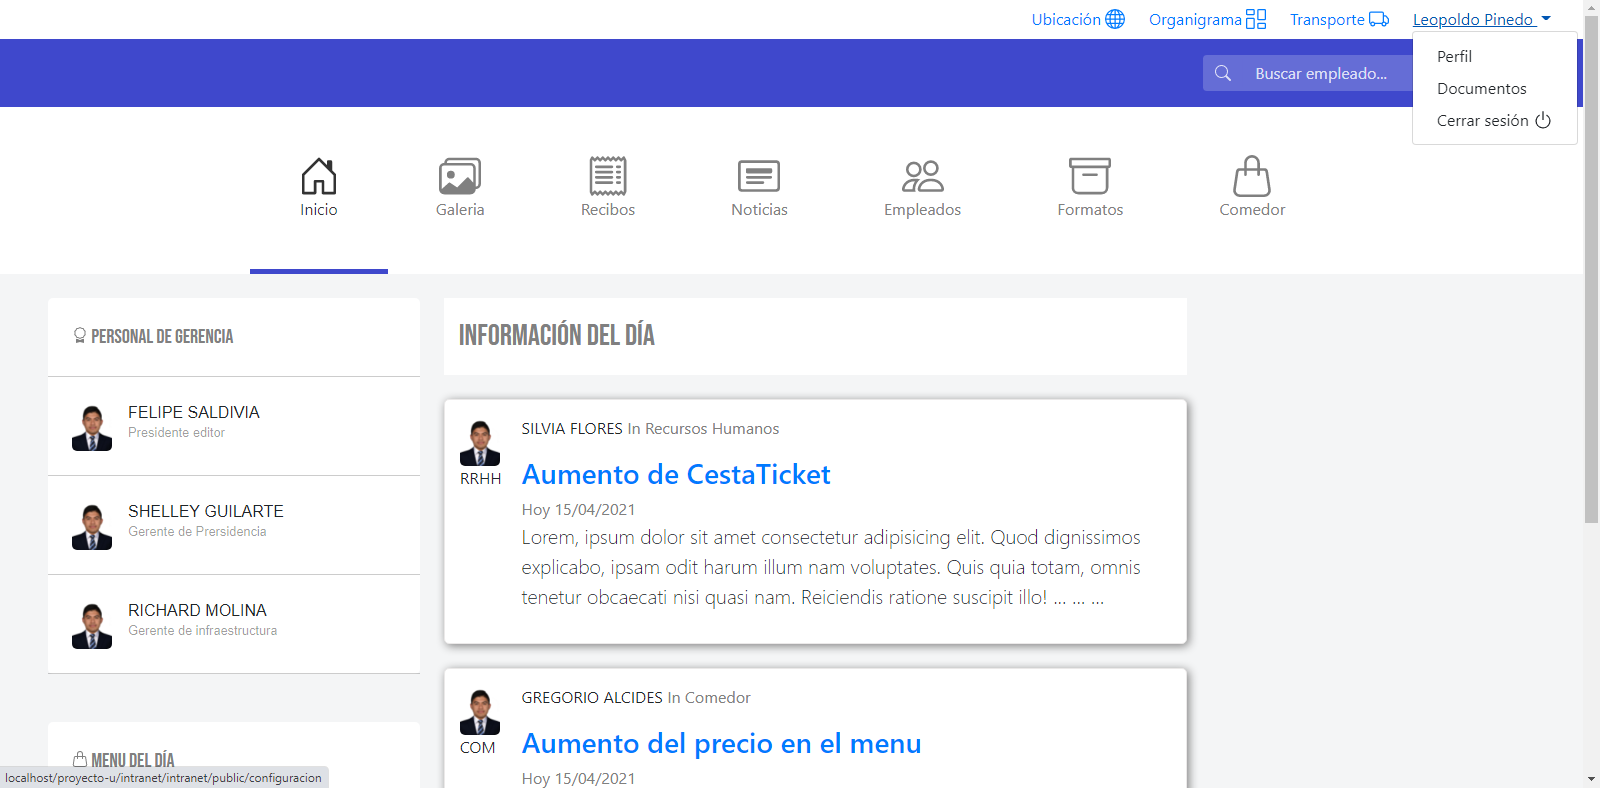 Ubicación Organigrama Transporte Leopoldo Pinedo
Perfil
Documentos
Cerrar sesión
Buscar empleado...
Inicio Galeria Recibos Noticias Empleados Formatos Comedor
PERSONAL DE GERENCIA
FELIPE SALDIVIA
Presidente editor
SHELLEY GUILARTE
Gerente de Prersidencia
RICHARD MOLINA
Gerente de infraestructura
MENU DEL DÍA
INFORMACIÓN DEL DÍA
SILVIA FLORES In Recursos Humanos
RRHH
Aumento de CestaTicket
Hoy 15/04/2021
Lorem, ipsum dolor sit amet consectetur adipisicing elit. Quod dignissimos
explicabo, ipsam odit harum illum nam voluptates. Quis quia totam, omnis
tenetur obcaecati nisi quasi nam. Reiciendis ratione suscipit illo! ... ... ...
GREGORIO ALCIDES In Comedor
COM
Aumento del precio en el menu
Hoy 15/04/2021
localhost/proyecto-u/intranet/intranet/public/configuracion